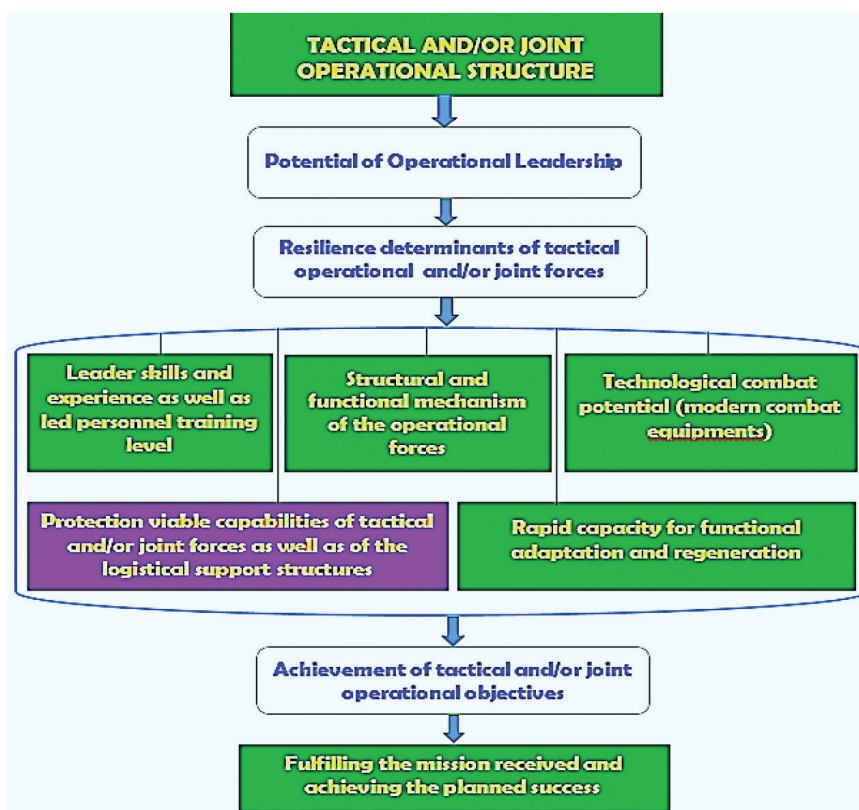 TACTICAL AND/OR JOINT
OPERATIONAL STRUCTURE
Potential of Operational Leadership
Resilience determinants of tactical
operational and/or joint forces
Leader skills and
experience as well as
led personnel training
level
Structural and
functional mechanism
of the operational
forces
Technological combat
potential (modern combat
equipments)
Protection viable capabilities of tactical
and/or joint forces as well as of the
logistical support structures
Rapid capacity for functional
adaptation and regeneration
Achievement of tactical and/or joint
operational objectives
Fulfilling the mission received and
achieving the planned success